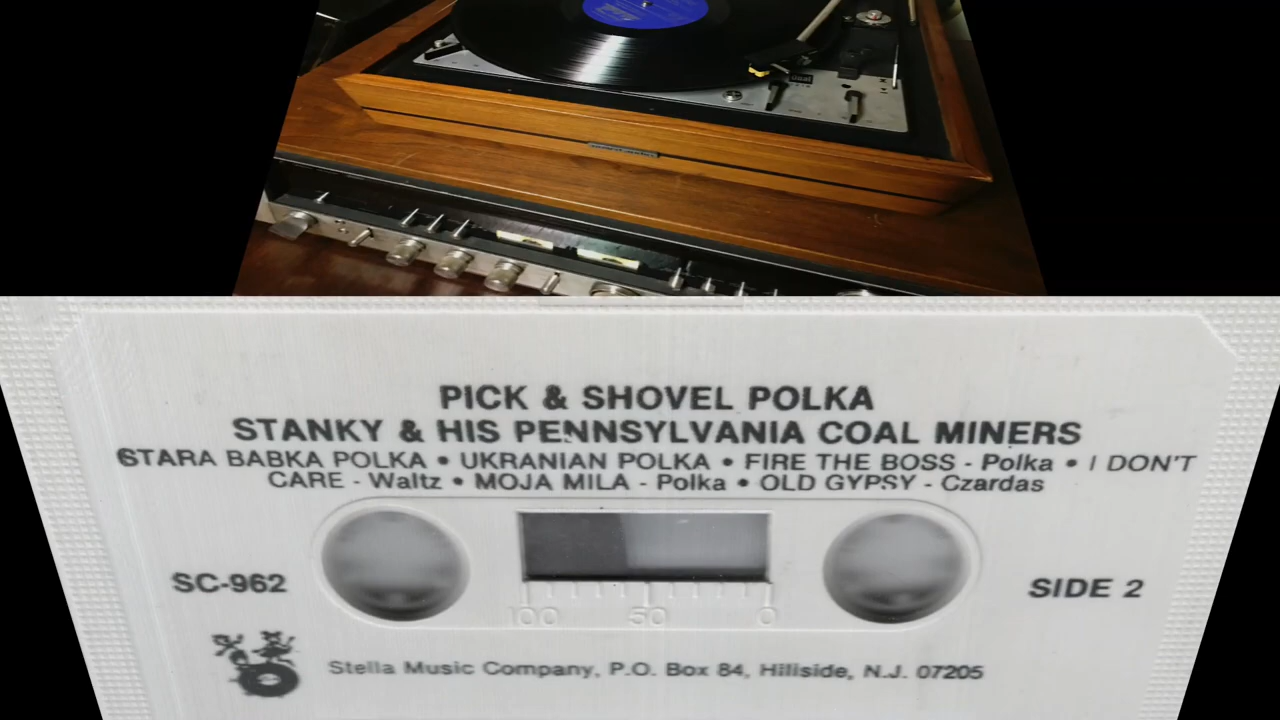 PICK & SHOVEL POLKA
STANKY & HIS PENNSYLVANIA COAL MINERS
STARA BABKA POLKA • UKRANIAN POLKA • FIRE THE BOSS - Polka • I DON'T
CARE - Waltz • MOJA MILA - Polka • OLD GYPSY - Czardas
SC-962
SIDE 2
100 50 0
Stella Music Company, P.O. Box 84, Hillside, N.J. 07205